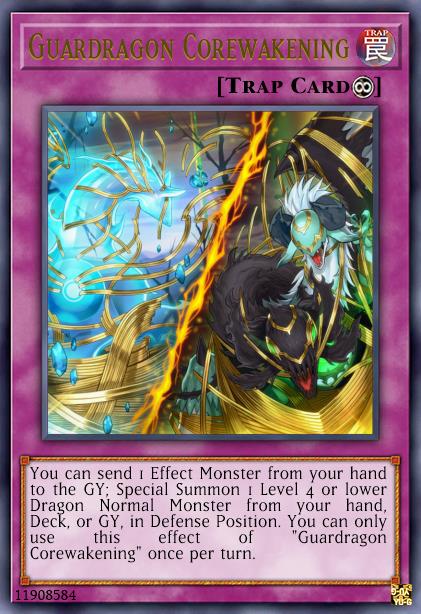 Guardragon Corewakening
TRAP
罠
[Trap Card]
You can send 1 Effect Monster from your hand
to the GY; Special Summon 1 Level 4 or lower
Dragon Normal Monster from your hand,
Deck, or GY, in Defense Position. You can only
use this effect of "Guardragon
Corewakening" once per turn.
11908584